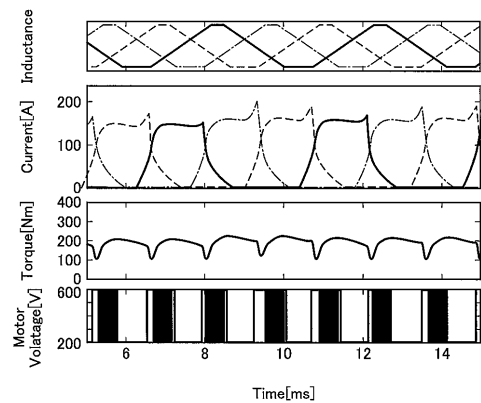 Inductance
Current[A]
200
100
0
Torque[Nm]
400
300
200
100
0
Motor
Volatage[V]
600
200
6
8
10
12
14
Time[ms]